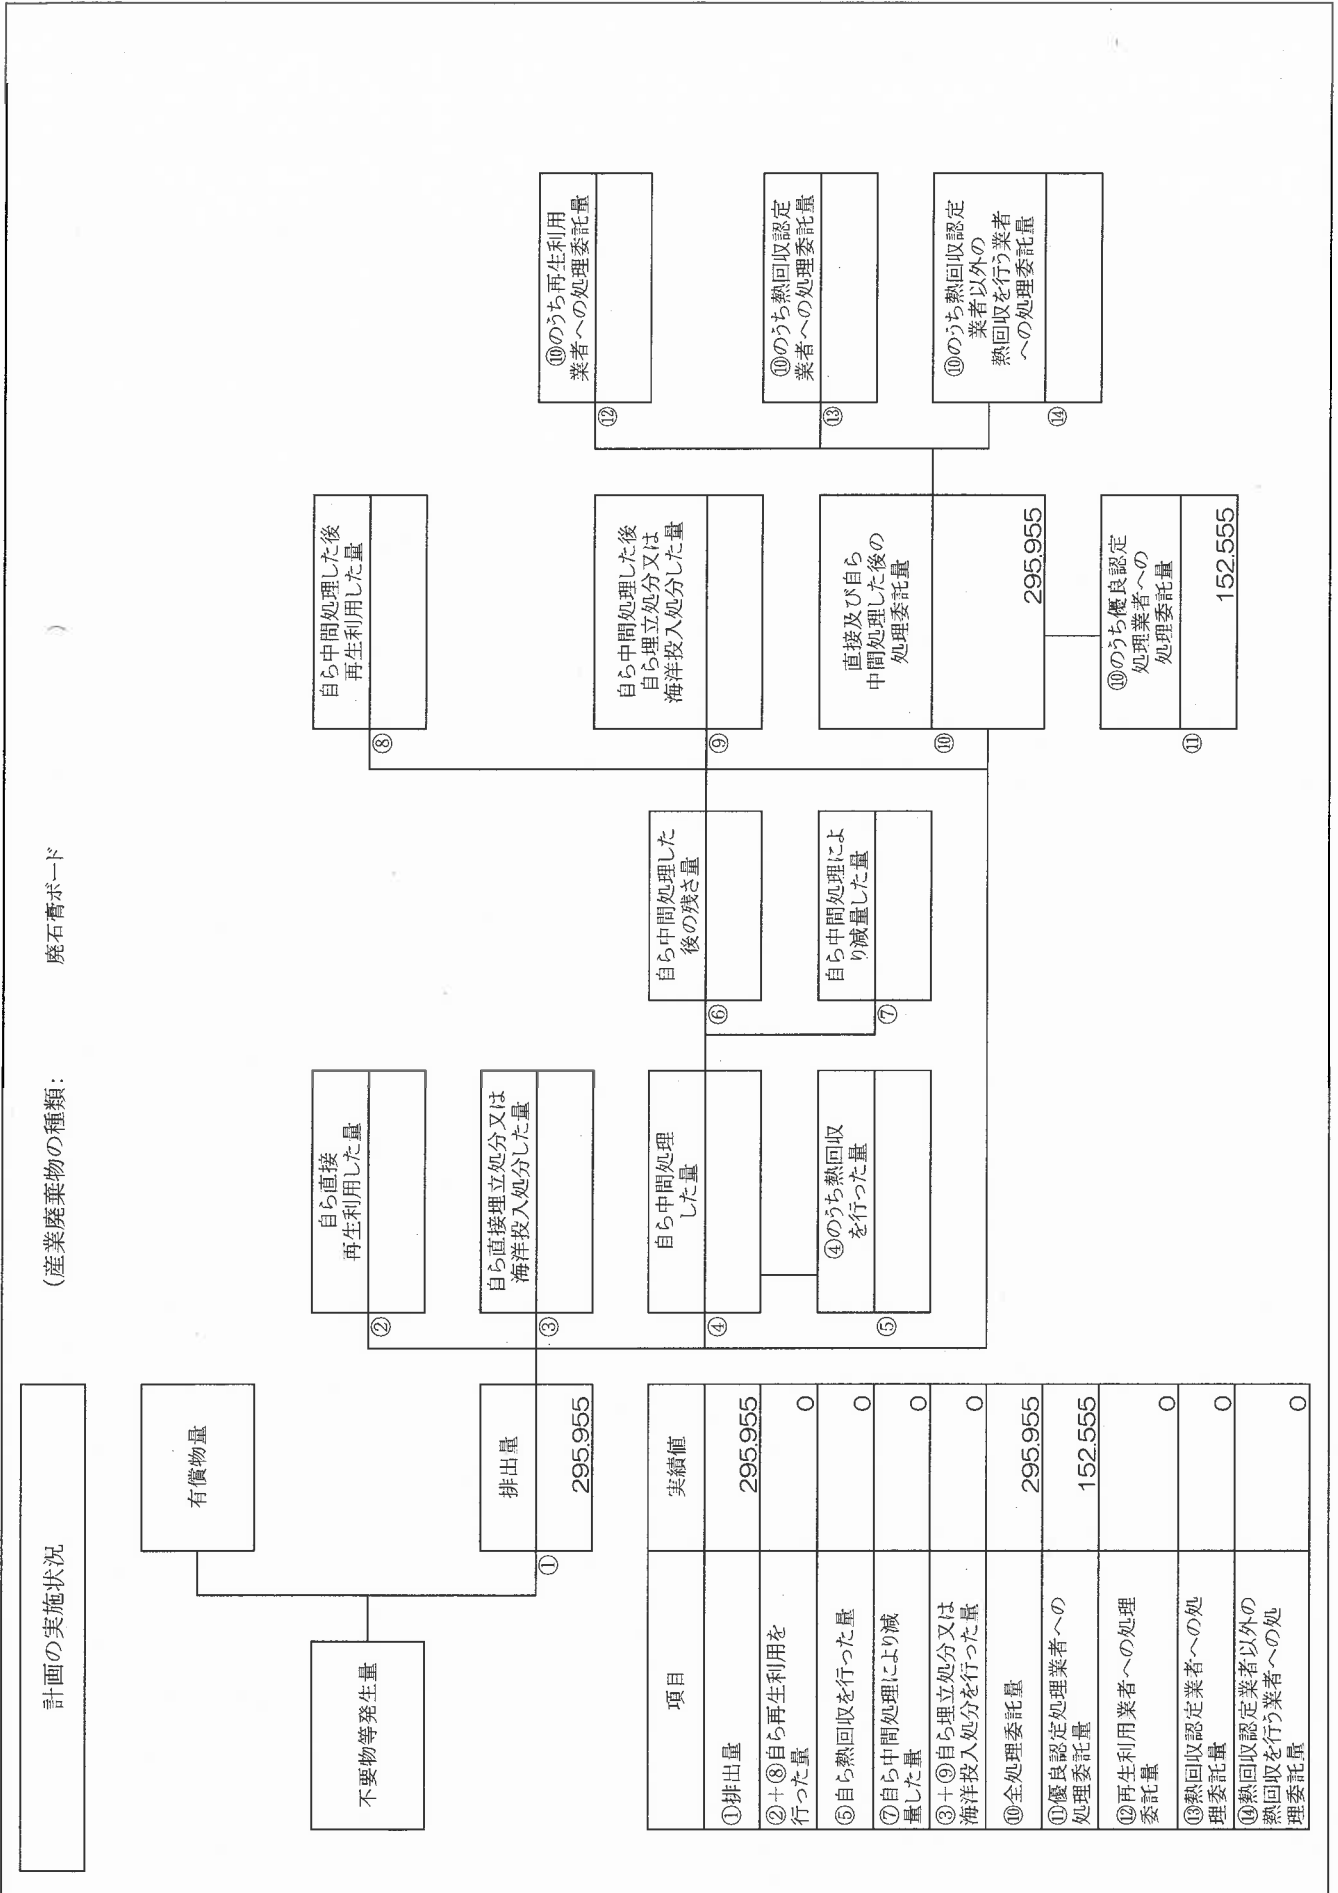 計画の実施状況
(産業廃棄物の種類： 廃石膏ボード )
不要物等発生量
有償物量
排出量
①
295.955
自ら直接
再生利用した量
②
自ら直接埋立処分又は
海洋投入処分した量
③
自ら中間処理
した量
④
④のうち熱回収
を行った量
⑤
自ら中間処理した
後の残さ量
⑥
自ら中間処理によ
り減量した量
⑦
自ら中間処理した後
再生利用した量
⑧
自ら中間処理した後
自ら埋立処分又は
海洋投入処分した量
⑨
直接及び自ら
中間処理した後の
処理委託量
⑩
295.955
⑩のうち優良認定
処理業者への
処理委託量
⑪
152.555
⑩のうち再生利用
業者への処理委託量
⑫
⑩のうち熱回収認定
業者への処理委託量
⑬
⑩のうち熱回収認定
業者以外の
熱回収を行う業者
への処理委託量
⑭
項目 実績値
①排出量 295.955
②＋⑧自ら再生利用を
行った量 0
⑤自ら熱回収を行った量 0
⑦自ら中間処理により減
量した量 0
③＋⑨自ら埋立処分又は
海洋投入処分を行った量 0
⑩全処理委託量 295.955
⑪優良認定処理業者への
処理委託量 152.555
⑫再生利用業者への処理
委託量 0
⑬熱回収認定業者への処
理委託量 0
⑭熱回収認定業者以外の
熱回収を行う業者への処
理委託量 0